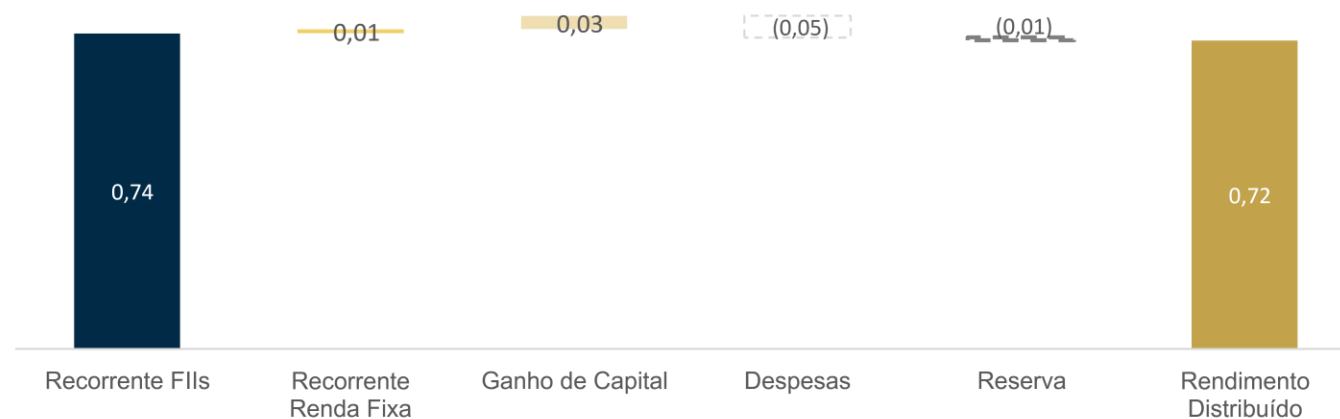 0,01
0,03
(0,05)
(0,01)
0,74
0,72
Recorrente FIIs
Recorrente
Renda Fixa
Ganho de Capital
Despesas
Reserva
Rendimento
Distribuído